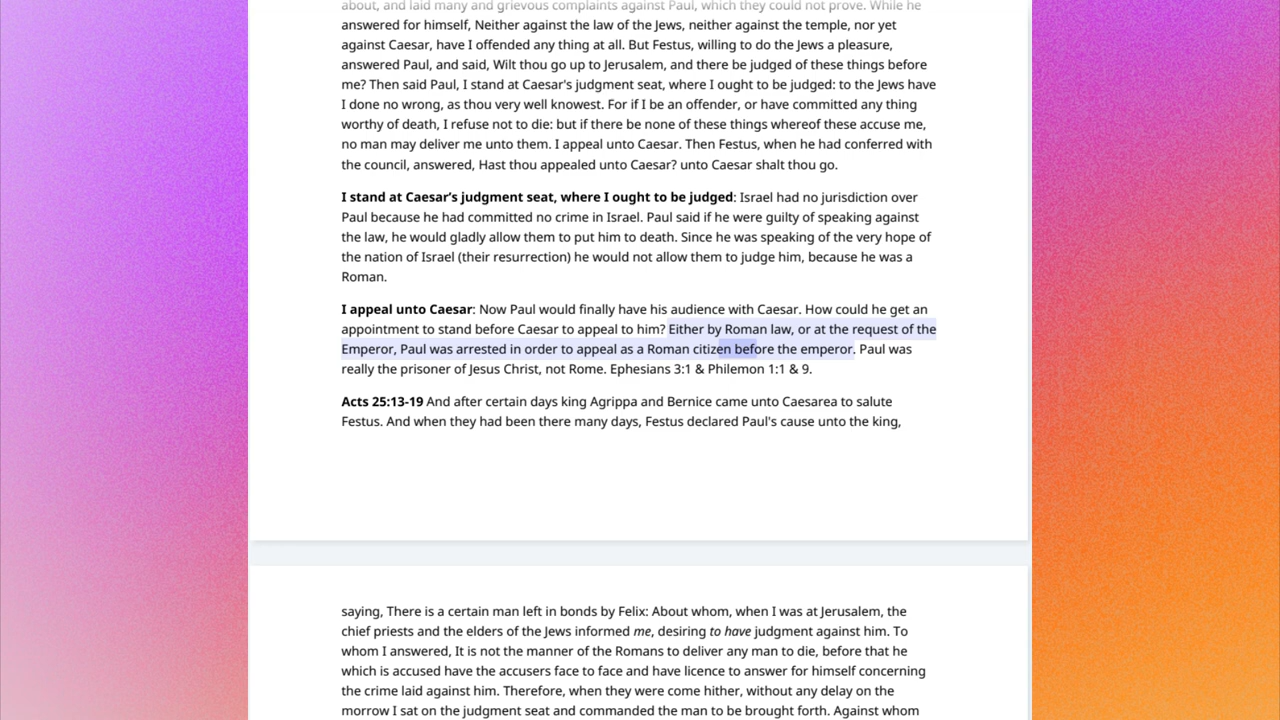 about, and laid many and grievous complaints against Paul, which they could not prove. While he
answered for himself, Neither against the law of the Jews, neither against the temple, nor yet
against Caesar, have I offended any thing at all. But Festus, willing to do the Jews a pleasure,
answered Paul, and said, Wilt thou go up to Jerusalem, and there be judged of these things before
me? Then said Paul, I stand at Caesar's judgment seat, where I ought to be judged: to the Jews have
I done no wrong, as thou very well knowest. For if I be an offender, or have committed any thing
worthy of death, I refuse not to die: but if there be none of these things whereof these accuse me,
no man may deliver me unto them. I appeal unto Caesar. Then Festus, when he had conferred with
the council, answered, Hast thou appealed unto Caesar? unto Caesar shalt thou go.
I stand at Caesar’s judgment seat, where I ought to be judged: Israel had no jurisdiction over
Paul because he had committed no crime in Israel. Paul said if he were guilty of speaking against
the law, he would gladly allow them to put him to death. Since he was speaking of the very hope of
the nation of Israel (their resurrection) he would not allow them to judge him, because he was a
Roman.
I appeal unto Caesar: Now Paul would finally have his audience with Caesar. How could he get an
appointment to stand before Caesar to appeal to him? Either by Roman law, or at the request of the
Emperor, Paul was arrested in order to appeal as a Roman citizen before the emperor. Paul was
really the prisoner of Jesus Christ, not Rome. Ephesians 3:1 & Philemon 1:1 & 9.
Acts 25:13-19 And after certain days king Agrippa and Bernice came unto Caesarea to salute
Festus. And when they had been there many days, Festus declared Paul's cause unto the king,
saying, There is a certain man left in bonds by Felix: About whom, when I was at Jerusalem, the
chief priests and the elders of the Jews informed me, desiring to have judgment against him. To
whom I answered, It is not the manner of the Romans to deliver any man to die, before that he
which is accused have the accusers face to face and have licence to answer for himself concerning
the crime laid against him. Therefore, when they were come hither, without any delay on the
morrow I sat on the judgment seat and commanded the man to be brought forth. Against whom